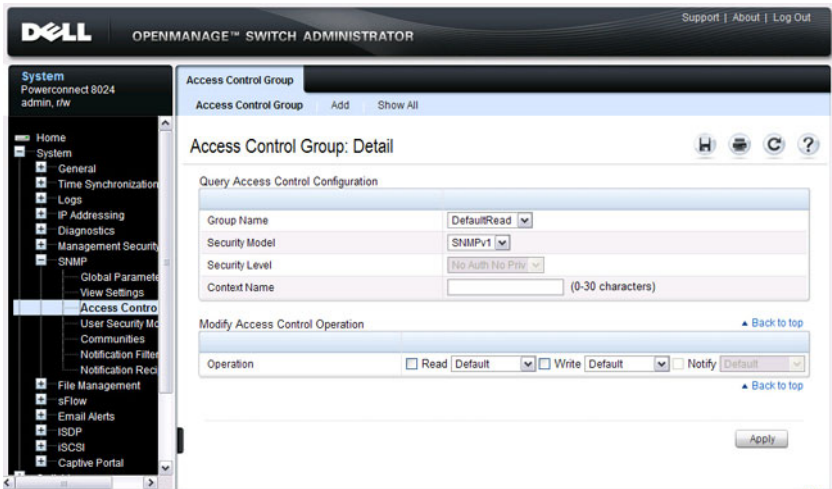 Support | About | Log Out
DELL
OPENMANAGE™ SWITCH ADMINISTRATOR
System
Powerconnect 8024
admin, r/w
Home
System
General
Time Synchronization
Logs
IP Addressing
Diagnostics
Management Security
SNMP
Global Paramete
View Settings
Access Contro
User Security Mo
Communities
Notification Filter
Notification Reci
File Management
sFlow
Email Alerts
ISDP
iSCSI
Captive Portal
Access Control Group
Access Control Group Add Show All
Access Control Group: Detail
Query Access Control Configuration
Group Name DefaultRead
Security Model SNMPv1
Security Level No Auth No Priv
Context Name (0-30 characters)
Modify Access Control Operation Back to top
Operation Read Default Write Default Notify Default
Back to top
Apply